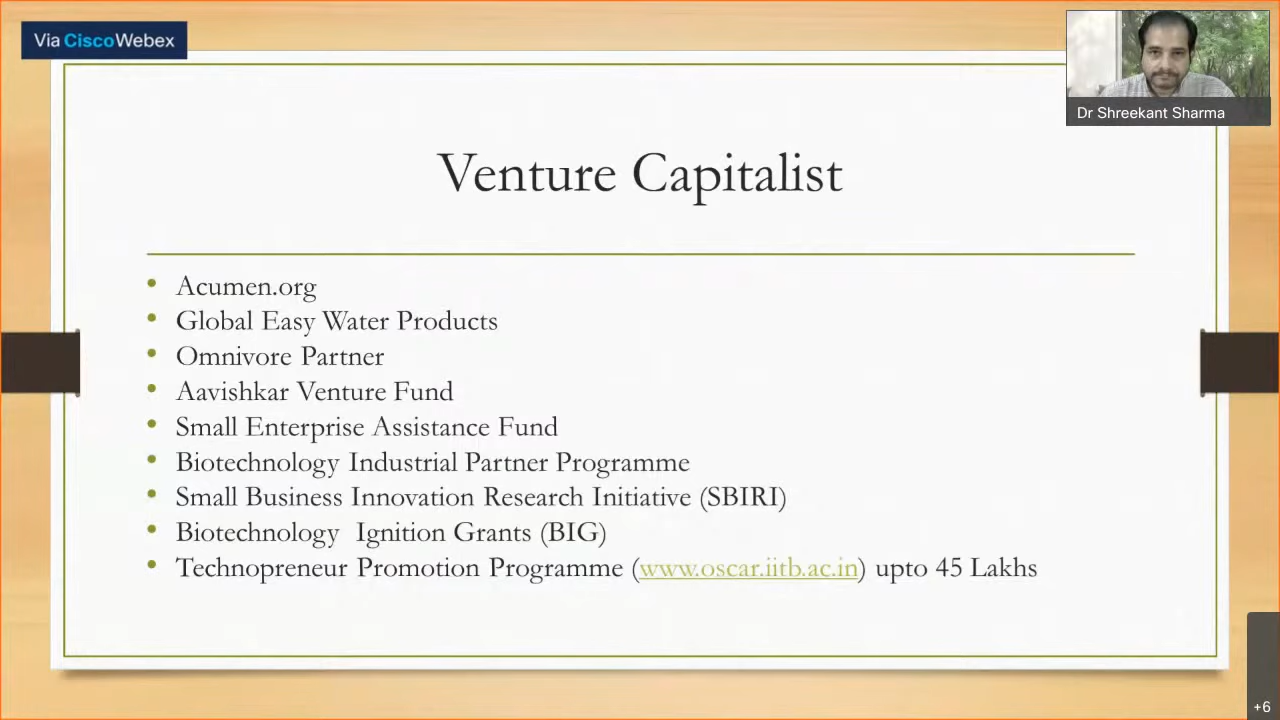 Via CiscoWebex
Dr Shreekant Sharma
Venture Capitalist
• Acumen.org
• Global Easy Water Products
• Omnivore Partner
• Aavishkar Venture Fund
• Small Enterprise Assistance Fund
• Biotechnology Industrial Partner Programme
• Small Business Innovation Research Initiative (SBIRI)
• Biotechnology  Ignition Grants (BIG)
• Technopreneur Promotion Programme (www.oscar.iitb.ac.in) upto 45 Lakhs
+6